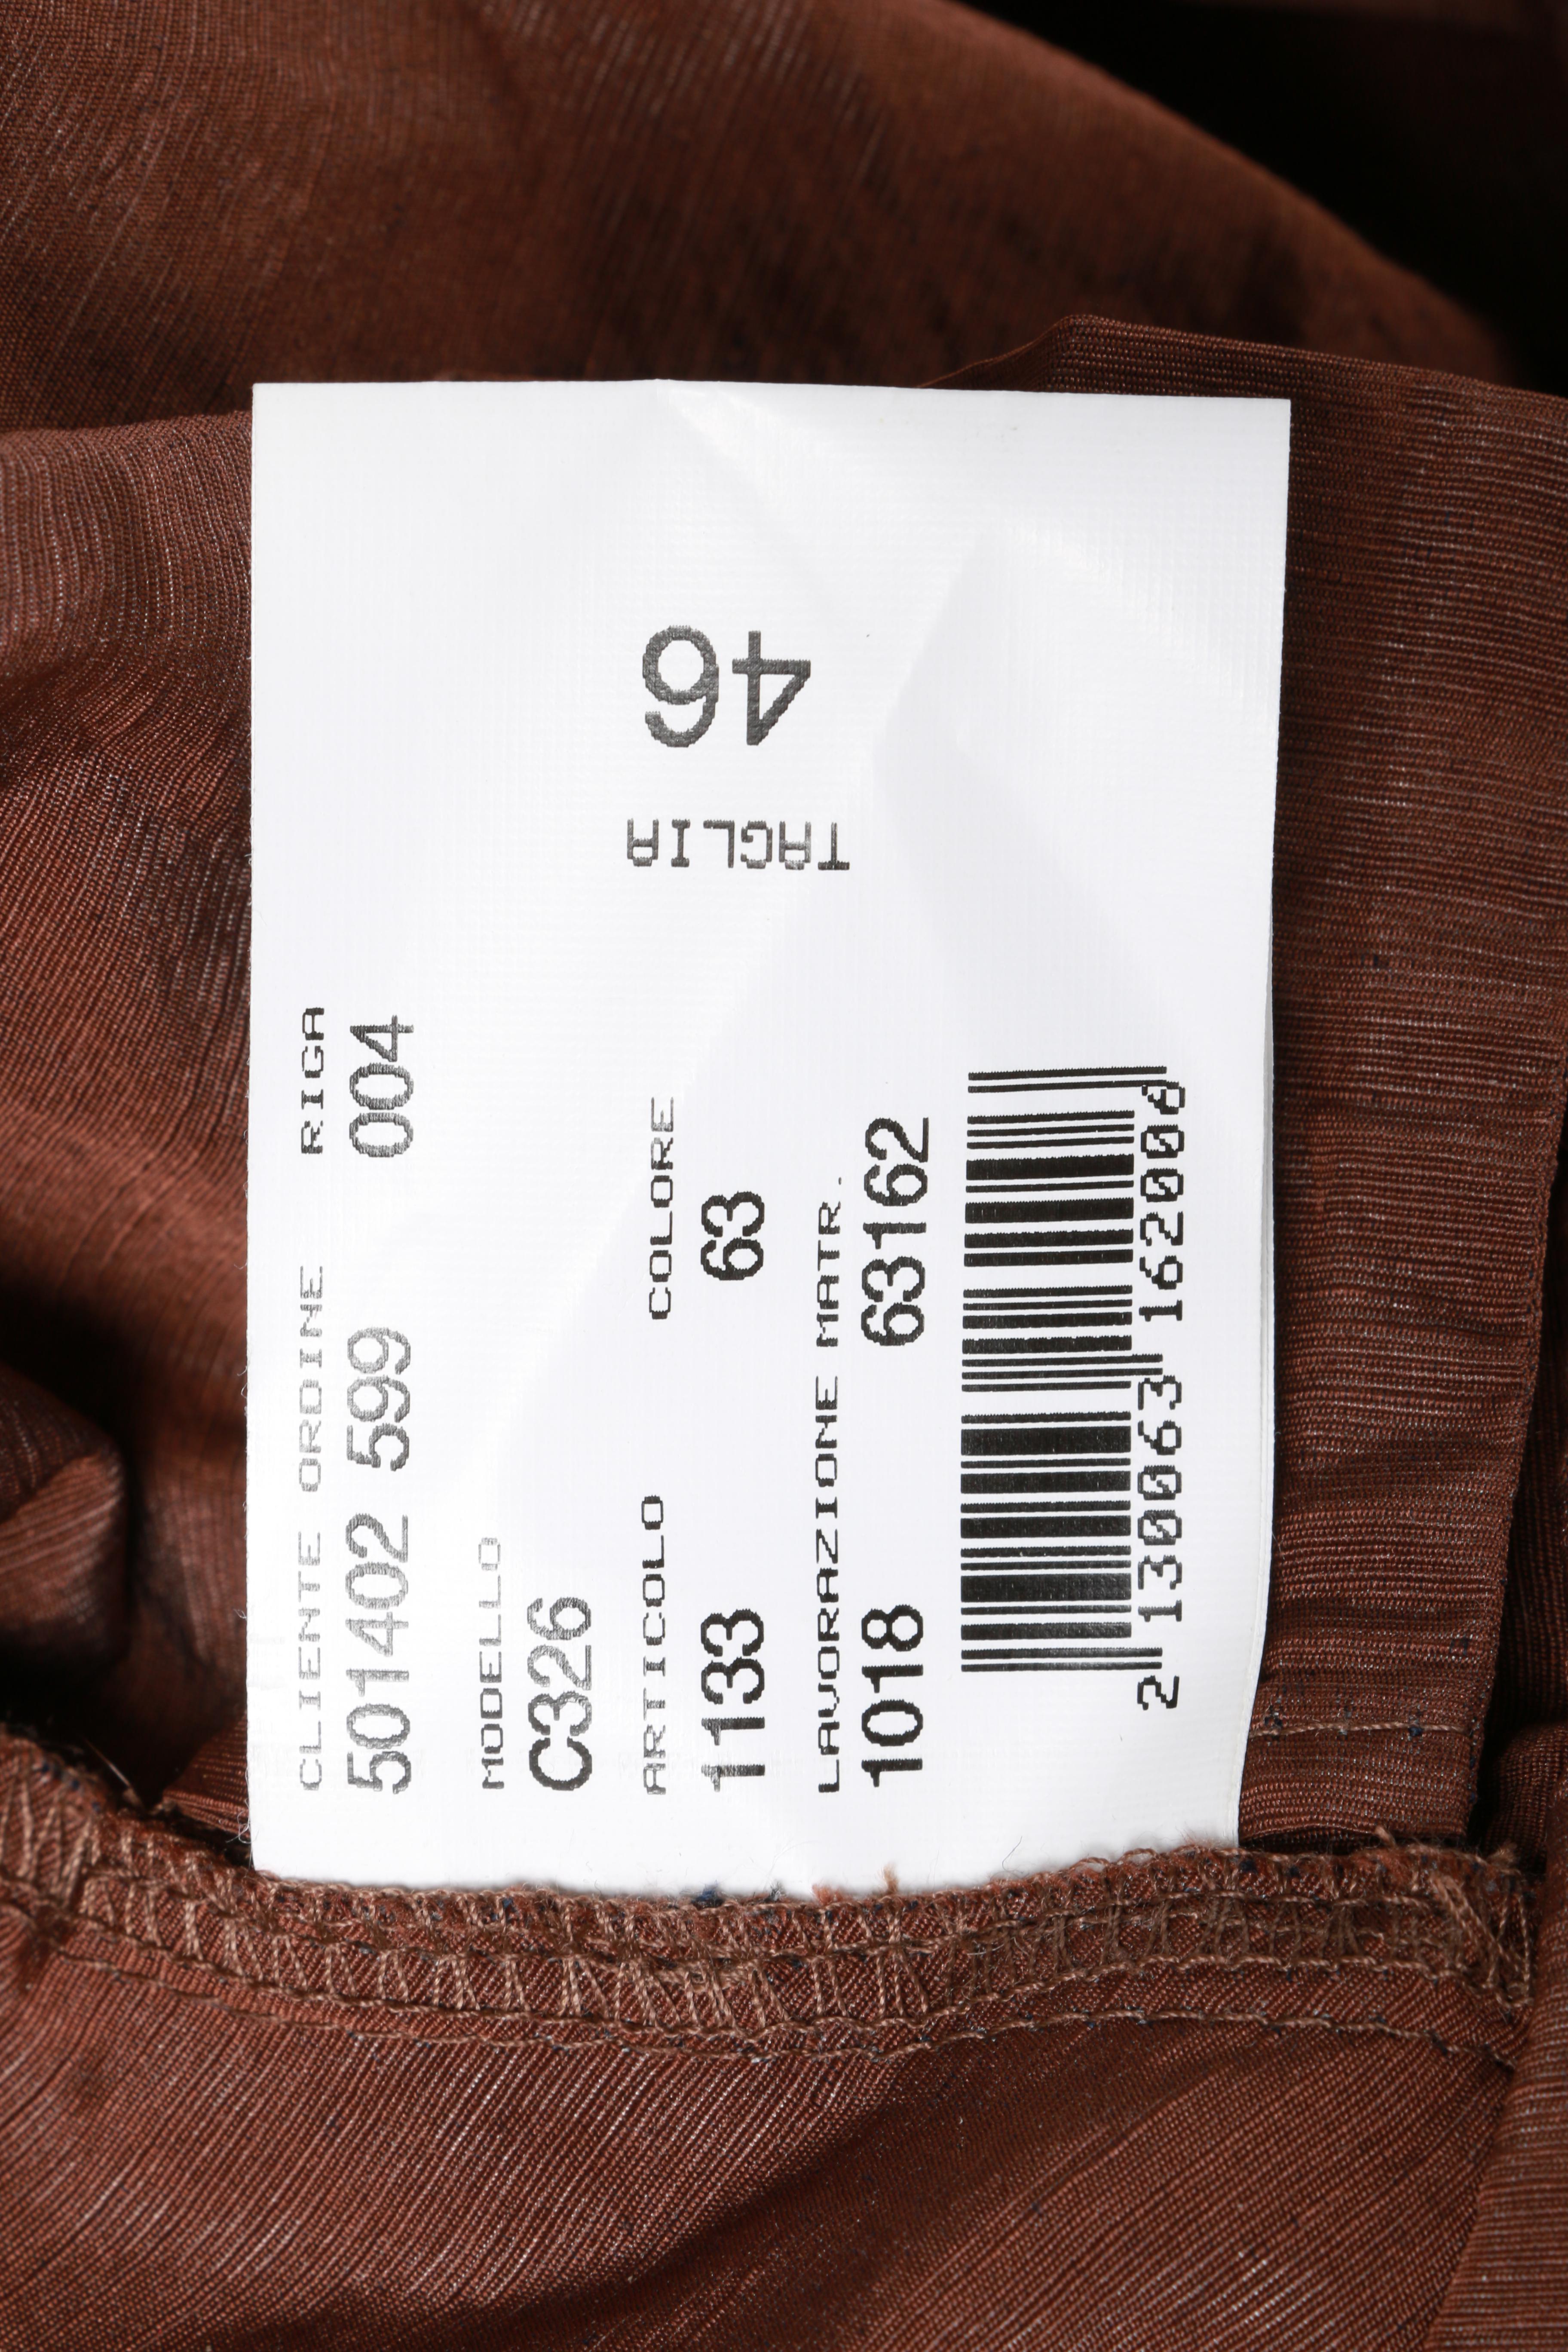 CLIENTE ORDINE RIGA
501402 599 004
MODELLO
C326
ARTICOLO COLORE
1133 63
LAVORAZIONE MATR.
1018 63162
2 130063 162006
TAGLIA
46